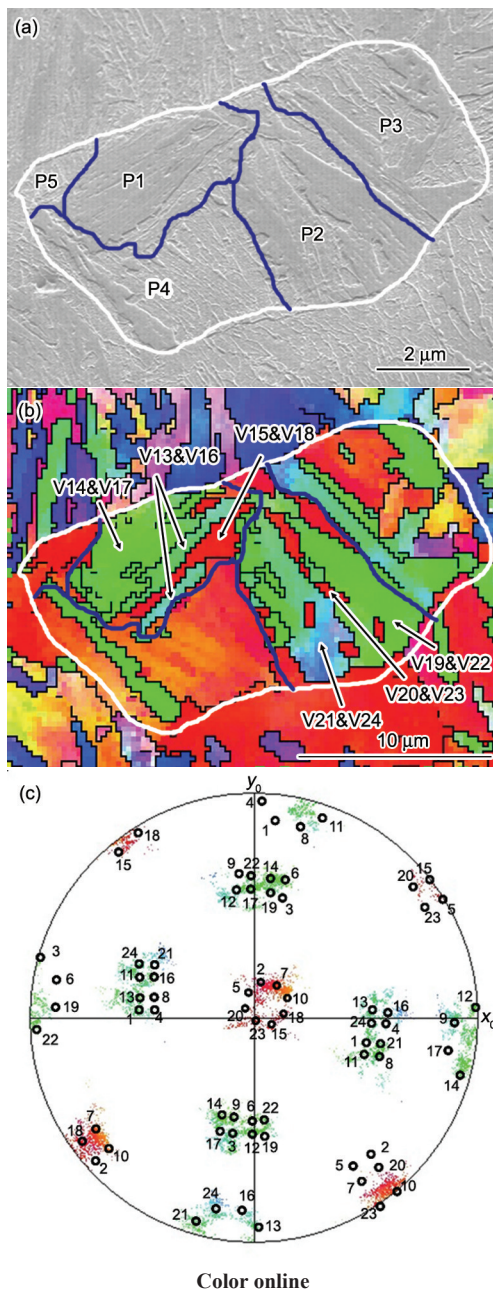 (a)
P3
P5
P1
P2
P4
2 μm
(b)
V15&V18
V13&V16
V14&V17
V19&V22
V20&V23
V21&V24
10 μm
(c)
y0
4
1 8 11
18
15
9 22 14 6
12 17 19 3
15
20 5
23
3
24 21
6 11 16
2 7
5 10
19 13 8
1 4
20 18
23 15
22
13 16
24 4
12
9 x0
1 21
8
17
14
14 9 6 22
17 3 12 19
7
18 10
2
2
5 20
7 10
23
24 16
21 13
Color online